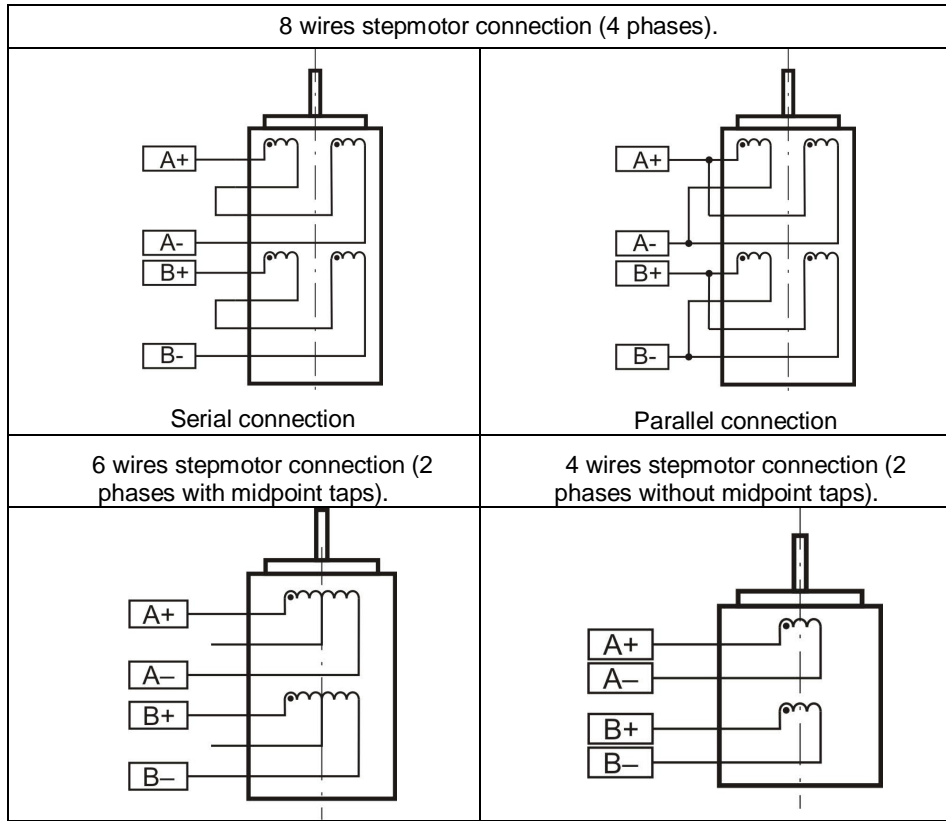 8 wires stepmotor connection (4 phases).
A+
A-
B+
B-
Serial connection
A+
A-
B+
B-
Parallel connection
6 wires stepmotor connection (2
phases with midpoint taps).
A+
A–
B+
B–
4 wires stepmotor connection (2
phases without midpoint taps).
A+
A–
B+
B–